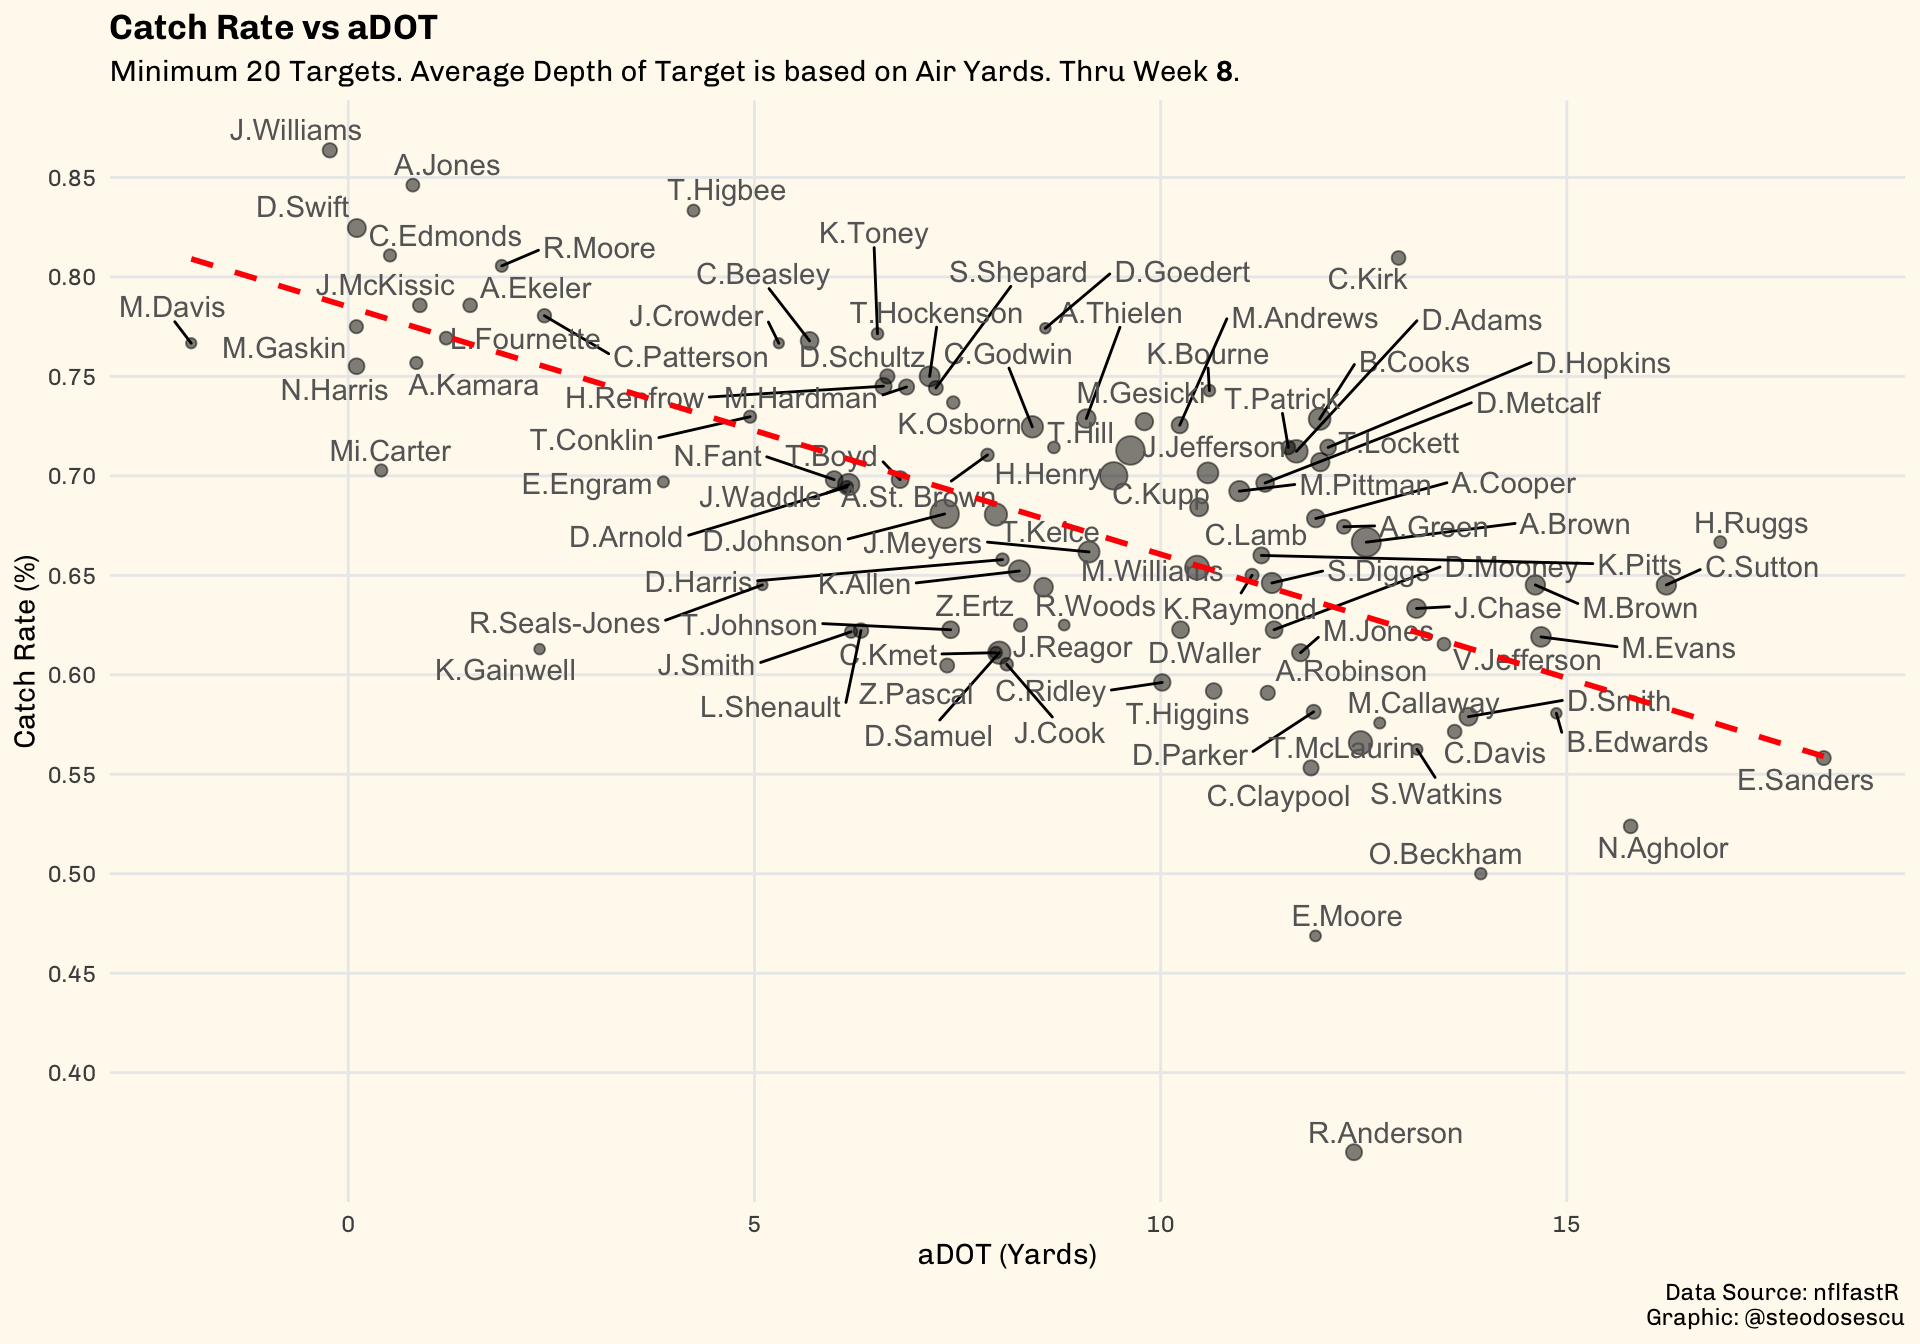 Catch Rate vs aDOT
Minimum 20 Targets. Average Depth of Target is based on Air Yards. Thru Week 8.
J.Williams
A.Jones
0.85
T.Higbee
D.Swift
K.Toney
C.Edmonds
R.Moore
C.Beasley
S.Shepard
D.Goedert
0.80
C.Kirk
J.McKissic
A.Ekeler
M.Davis
J.Crowder
T.Hockenson
A.Thielen
M.Andrews
D.Adams
M.Gaskin
L.Fournette
C.Patterson
D.Schultz
C.Godwin
K.Bourne
B.Cooks
D.Hopkins
0.75
N.Harris
A.Kamara
H.Renfrow
M.Hardman
M.Gesicki
T.Patrick
D.Metcalf
K.Osborn
T.Hill
T.Conklin
J.Jefferson
T.Lockett
Mi.Carter
N.Fant
T.Boyd
0.70
H.Henry
E.Engram
M.Pittman
A.Cooper
J.Waddle
A.St. Brown
C.Kupp
D.Arnold
D.Johnson
J.Meyers
T.Kelce
C.Lamb
A.Green
A.Brown
H.Ruggs
K.Pitts
C.Sutton
0.65
D.Harris
K.Allen
M.Williams
S.Diggs
D.Mooney
Z.Ertz
R.Woods
K.Raymond
J.Chase
M.Brown
R.Seals-Jones
T.Johnson
M.Jones
C.Kmet
J.Reagor
D.Waller
M.Evans
K.Gainwell
J.Smith
A.Robinson
V.Jefferson
0.60
L.Shenault
Z.Pascal
C.Ridley
T.Higgins
M.Callaway
D.Smith
D.Samuel
J.Cook
D.Parker
T.McLaurin
C.Davis
B.Edwards
0.55
C.Claypool
S.Watkins
E.Sanders
O.Beckham
N.Agholor
0.50
E.Moore
0.45
0.40
R.Anderson
Catch Rate (%)
0
5
10
15
aDOT (Yards)
Data Source: nflfastR
Graphic: @steodosescu